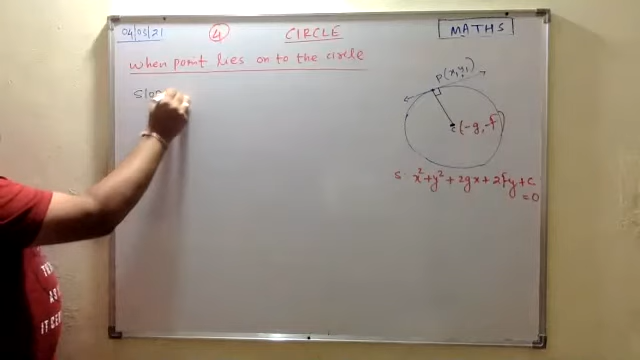 04/03/21
4
CIRCLE
MATHS
when point lies on to the circle
Slop
P(x₁,y₁)
c(-g, -f)
S: x²+y²+2gx+2fy+c
=0